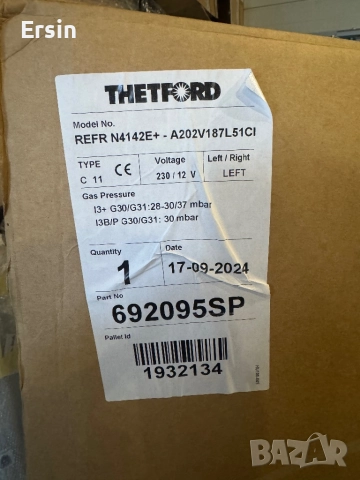 Ersin
THETFORD
Model No.
REFR N4142E+ - A202V187L51CI
TYPE
C 11
CE
Voltage
230 / 12 V
Left / Right
LEFT
Gas Pressure
I3+ G30/G31:28-30/37 mbar
I3B/P G30/G31: 30 mbar
Quantity
1
Date
17-09-2024
Part No
692095SP
Pallet Id
1932134
BAZAR